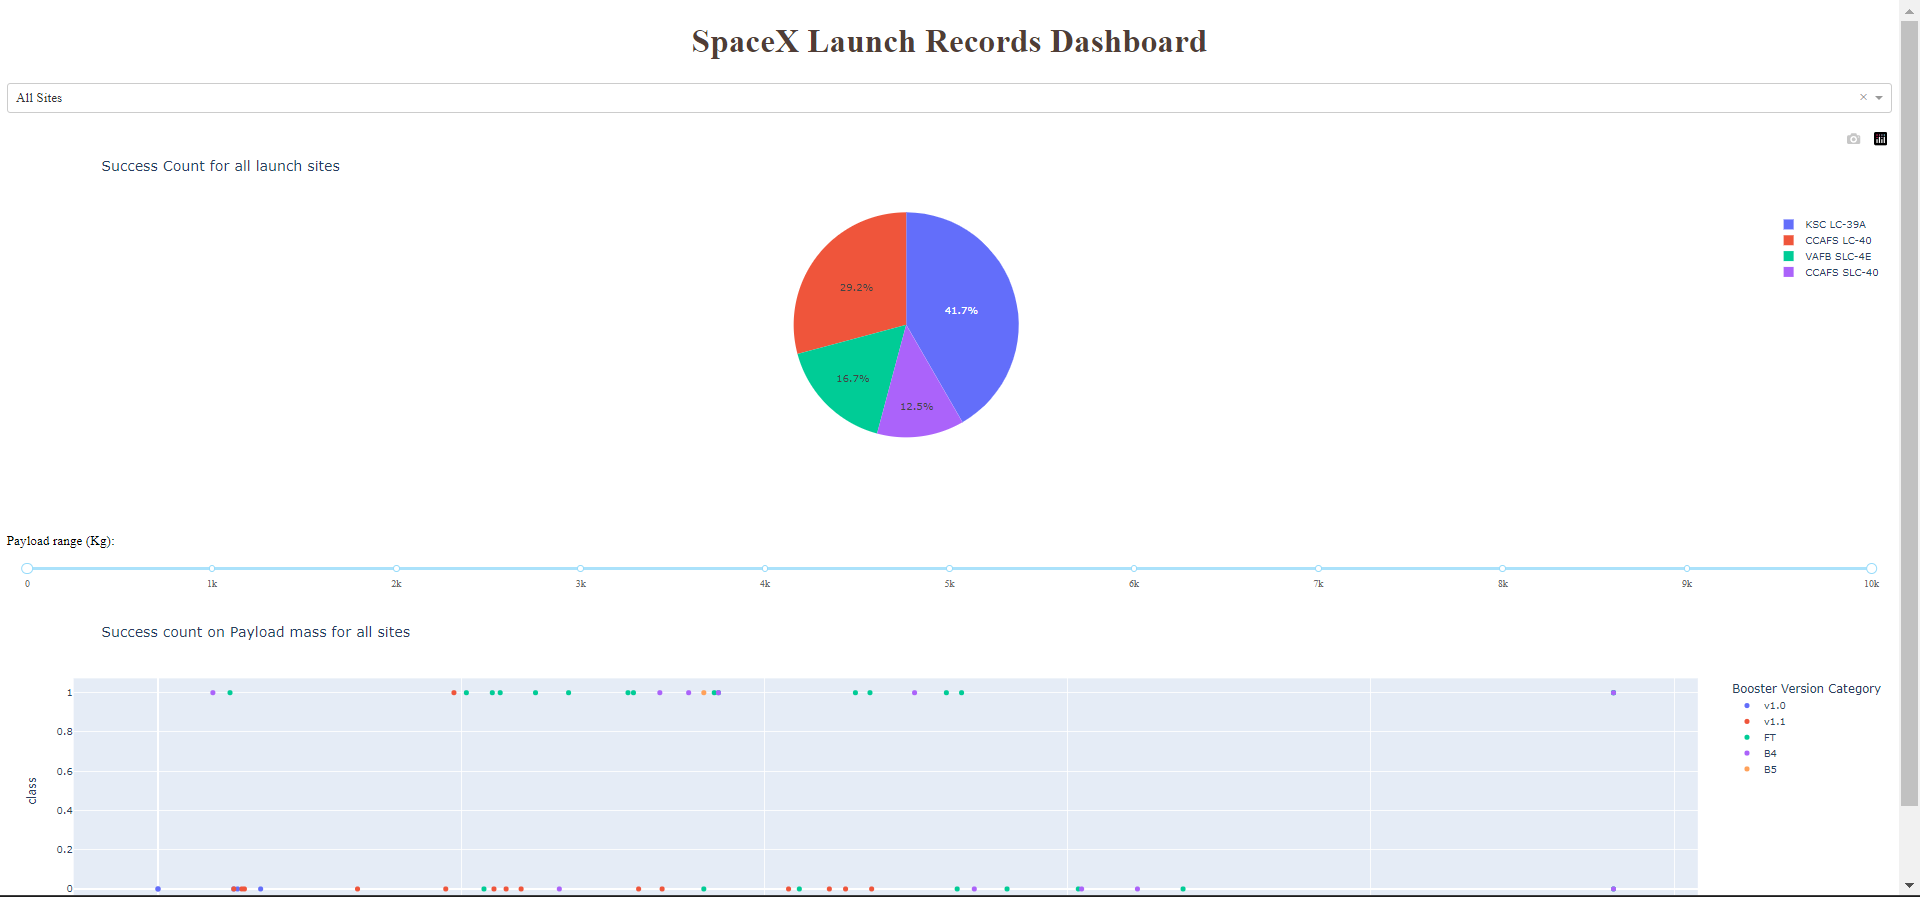 SpaceX Launch Records Dashboard
All Sites
Success Count for all launch sites
KSC LC-39A
CCAFS LC-40
VAFB SLC-4E
CCAFS SLC-40
29.2%
41.7%
16.7%
12.5%
Payload range (Kg):
0 1k 2k 3k 4k 5k 6k 7k 8k 9k 10k
Success count on Payload mass for all sites
class
1
0.8
0.6
0.4
0.2
0
Booster Version Category
v1.0
v1.1
FT
B4
B5